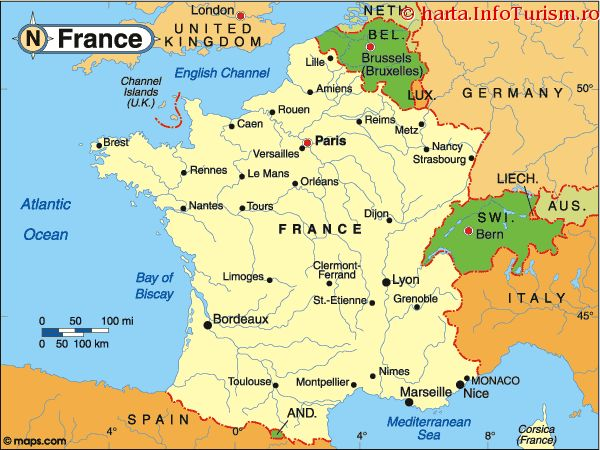 © harta.InfoTurism.ro
London
NETH.
UNITED
KINGDOM
N
France
BEL.
Brussels
(Bruxelles)
English Channel
Lille
Channel
Islands
(U.K.)
Amiens
LUX.
GERMANY
50°
Rouen
Caen
Reims
Metz
Paris
Brest
Versailles
Nancy
Strasbourg
Rennes
Le Mans
Orléans
LIECH.
Atlantic
Ocean
Nantes
Tours
Dijon
SWI.
AUS.
Bern
FRANCE
Bay of
Biscay
Limoges
Clermont-
Ferrand
Lyon
St.-Étienne
Grenoble
ITALY
0 50 100 mi
0 50 100 km
Bordeaux
45°
Toulouse
Montpellier
Nimes
MONACO
Nice
Marseille
AND.
SPAIN
Mediterranean
Sea
Corsica
(France)
© maps.com
4°
0°
4°
8°